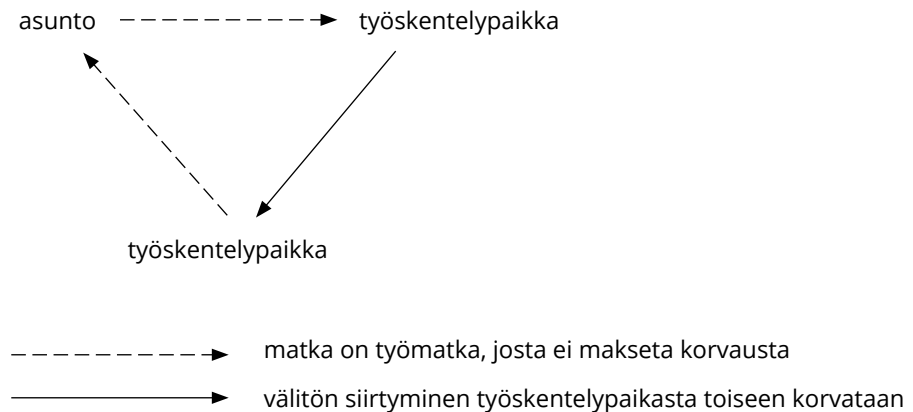 asunto
työskentelypaikka
työskentelypaikka
matka on työmatka, josta ei makseta korvausta
välitön siirtyminen työskentelypaikasta toiseen korvataan